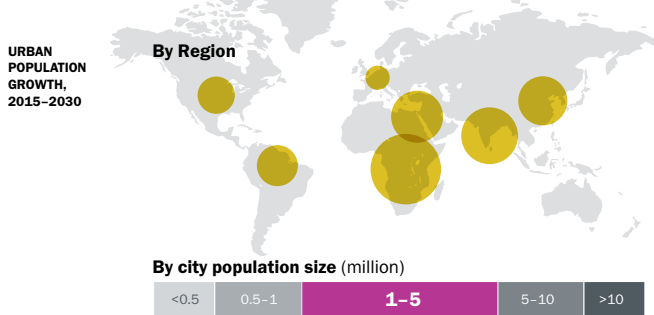 URBAN
POPULATION
GROWTH,
2015–2030
By Region
By city population size (million)
<0.5
0.5–1
1–5
5–10
>10